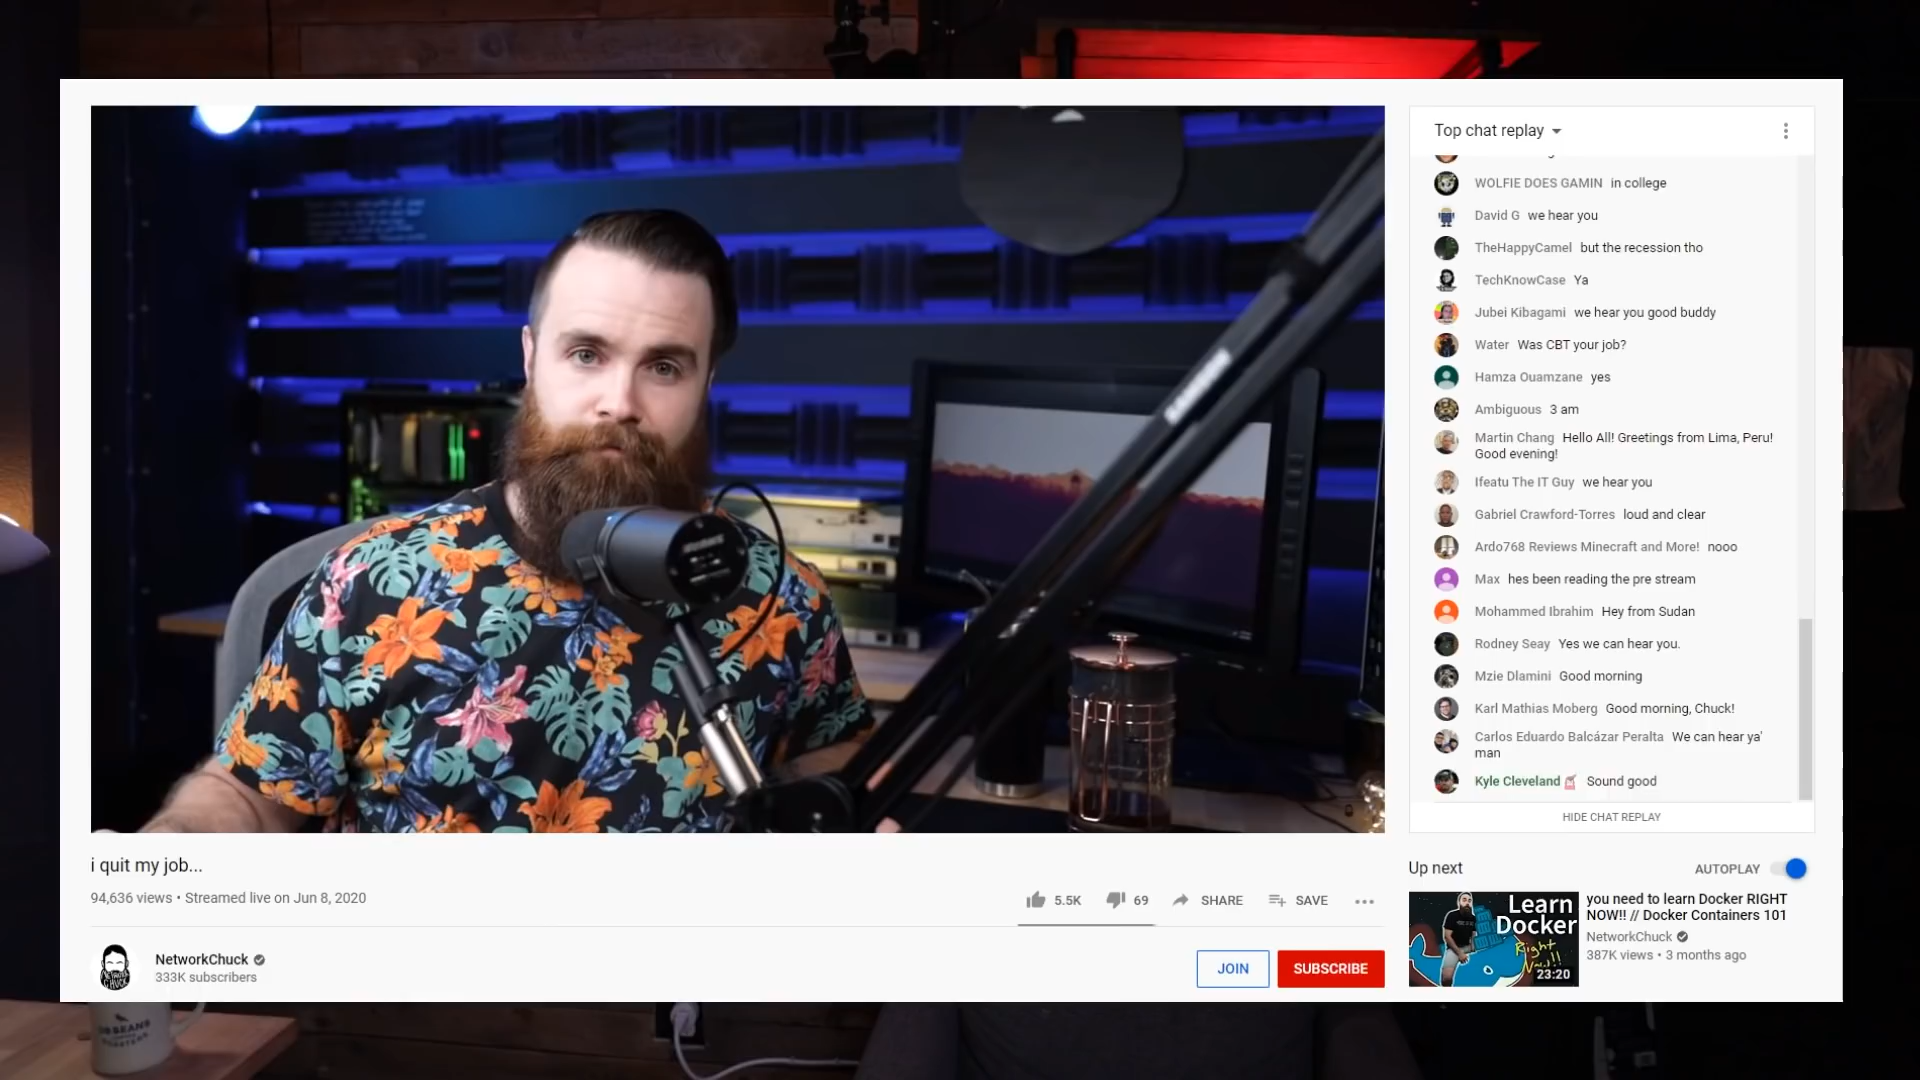 Top chat replay
WOLFIE DOES GAMIN in college
David G we hear you
TheHappyCamel but the recession tho
TechKnowCase Ya
Jubei Kibagami we hear you good buddy
Water Was CBT your job?
Hamza Ouamzane yes
Ambiguous 3 am
Martin Chang Hello All! Greetings from Lima, Peru!
Good evening!
Ifeatu The IT Guy we hear you
Gabriel Crawford-Torres loud and clear
Ardo768 Reviews Minecraft and More! nooo
Max hes been reading the pre stream
Mohammed Ibrahim Hey from Sudan
Rodney Seay Yes we can hear you.
Mzie Dlamini Good morning
Karl Mathias Moberg Good morning, Chuck!
Carlos Eduardo Balcázar Peralta We can hear ya'
man
Kyle Cleveland Sound good
HIDE CHAT REPLAY
i quit my job...
94,636 views • Streamed live on Jun 8, 2020
5.5K 69 SHARE SAVE
NetworkChuck
333K subscribers
JOIN SUBSCRIBE
Up next AUTOPLAY
Learn
Docker
Right
Now!!
23:20
you need to learn Docker RIGHT
NOW!! // Docker Containers 101
NetworkChuck
387K views • 3 months ago